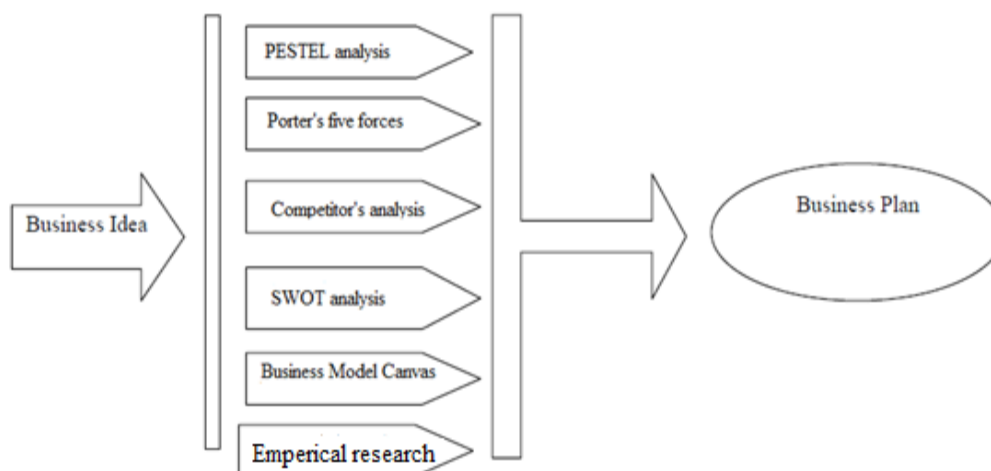 PESTEL analysis
Porter's five forces
Business Idea
Competitor's analysis
Business Plan
SWOT analysis
Business Model Canvas
Emperical research